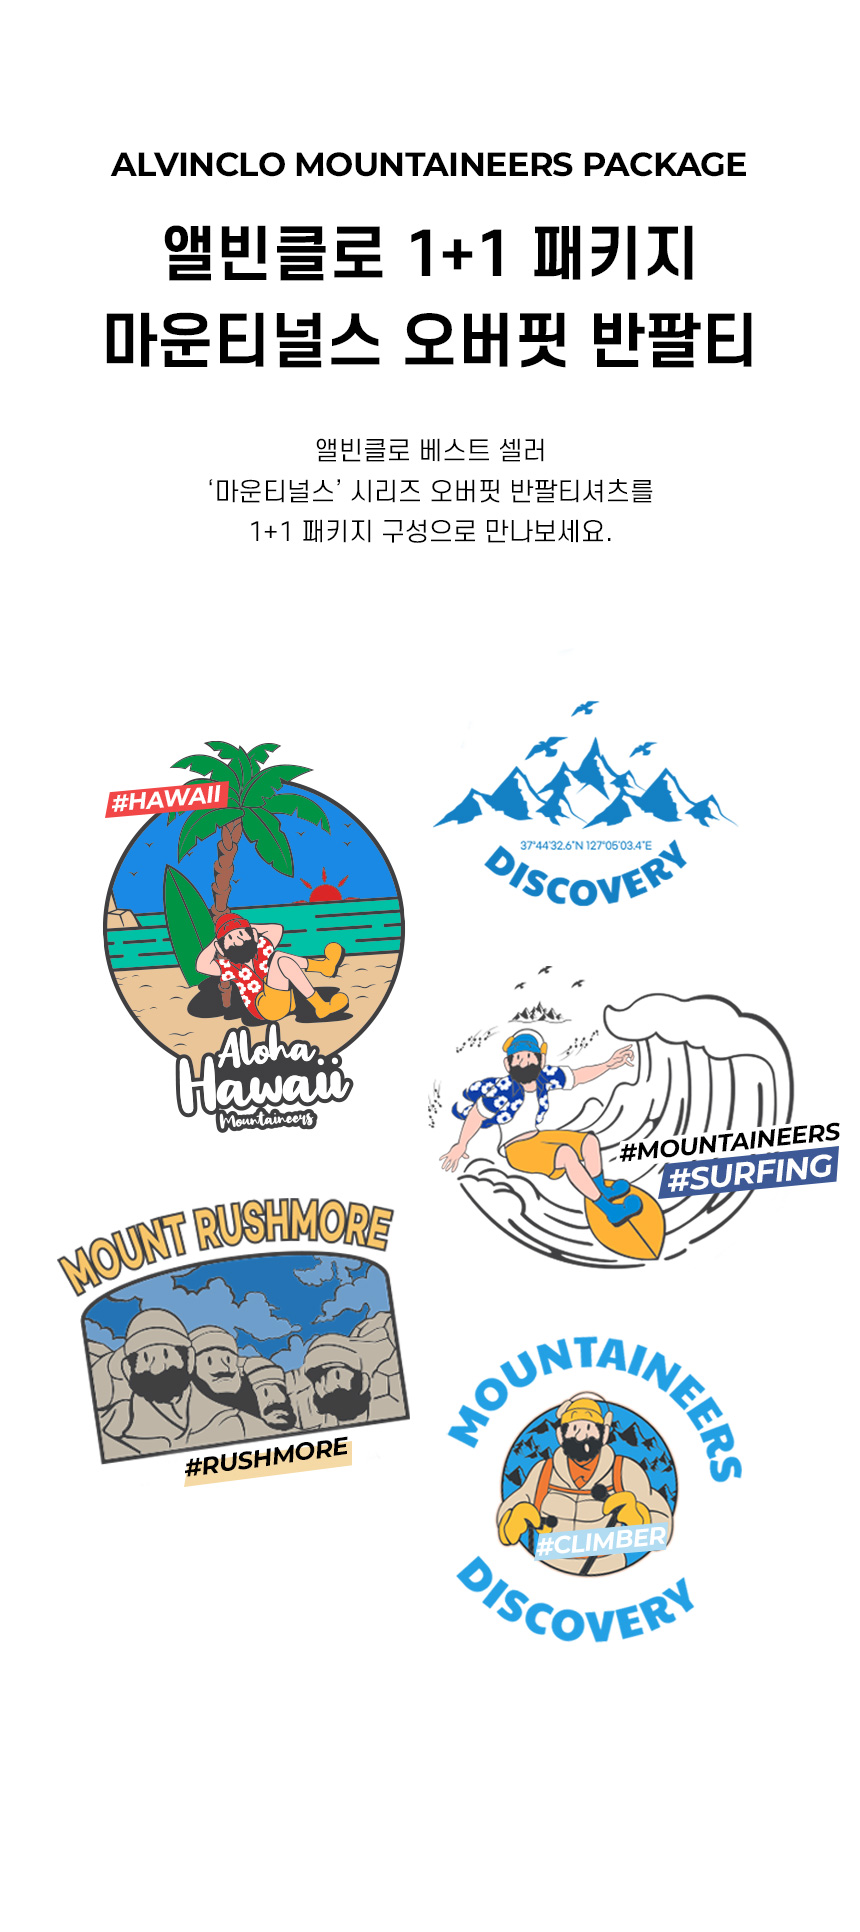 ALVINCLO MOUNTAINEERS PACKAGE
앨빈클로 1+1 패키지
마운티널스 오버핏 반팔티
앨빈클로 베스트 셀러
‘마운티널스’ 시리즈 오버핏 반팔티셔츠를
1+1 패키지 구성으로 만나보세요.
#HAWAII
Aloha
Hawaii
Mountaineers
37°44'32.6"N 127°05'03.4"E
DISCOVERY
#MOUNTAINEERS
#SURFING
MOUNT RUSHMORE
#RUSHMORE
MOUNTAINEERS
#CLIMBER
DISCOVERY